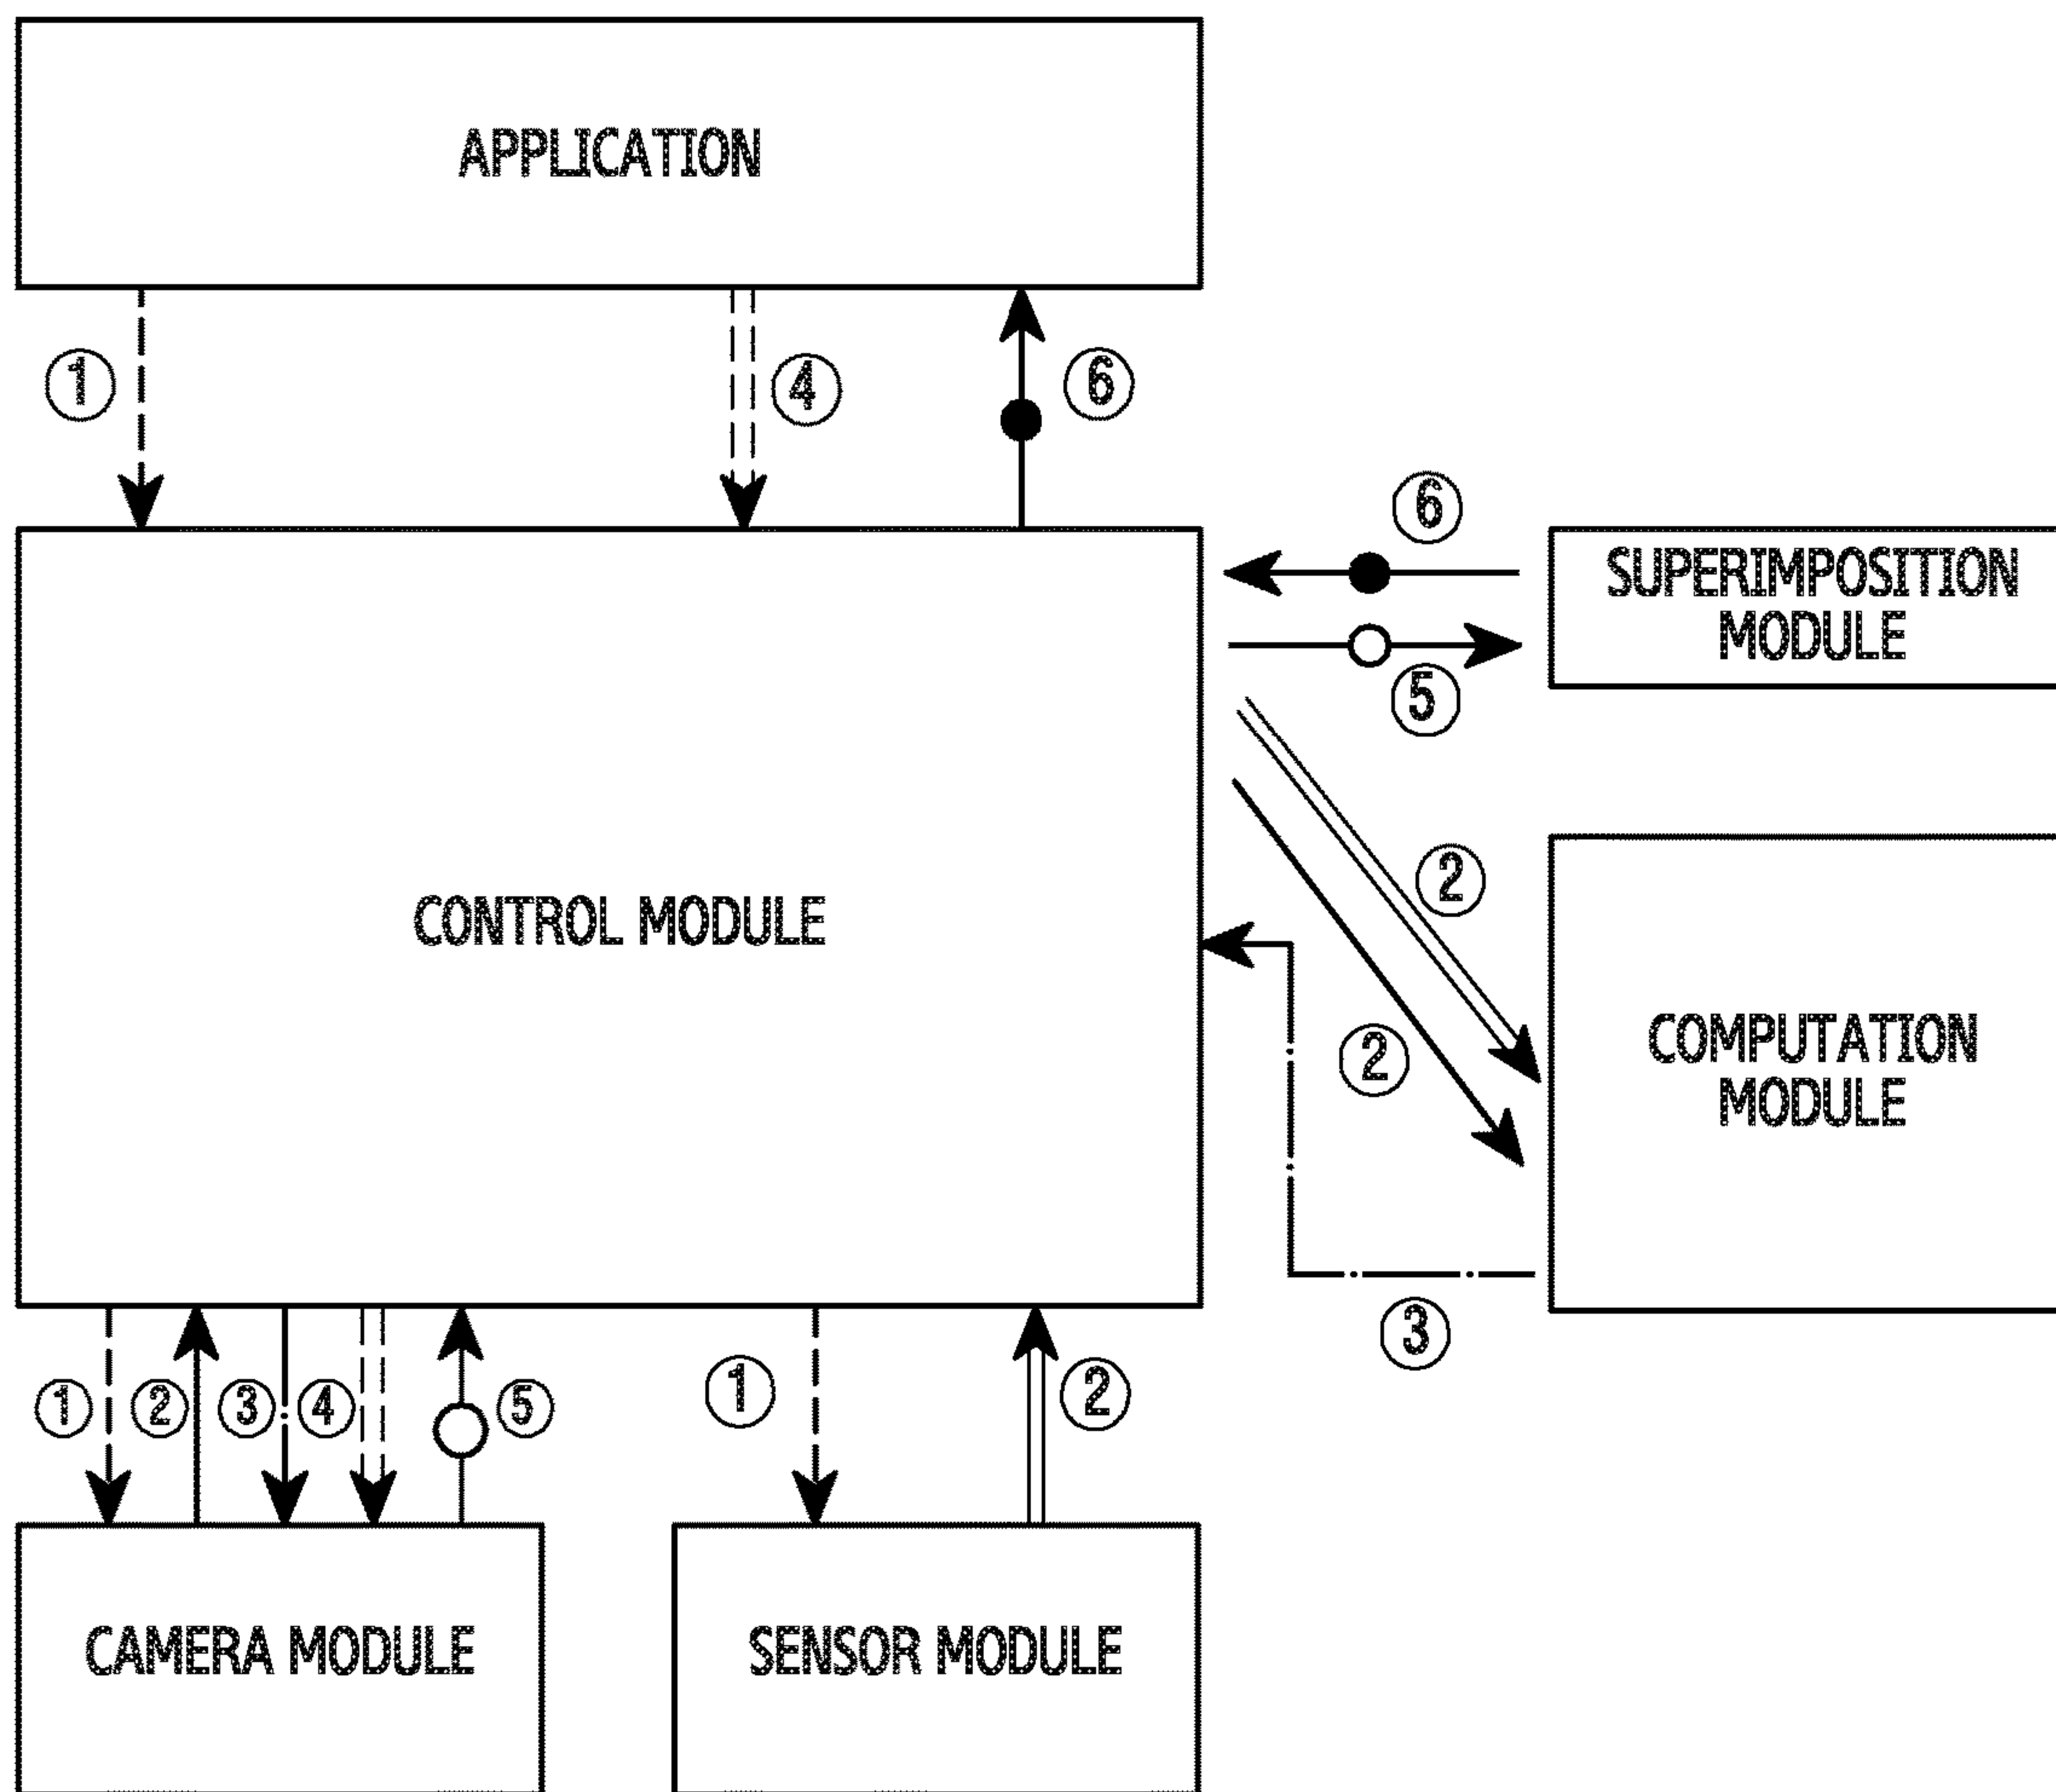 APPLICATION
①
④
⑥
⑥
SUPERIMPOSITION
MODULE
⑤
CONTROL MODULE
②
②
COMPUTATION
MODULE
③
①
②
③
④
⑤
①
②
CAMERA MODULE
SENSOR MODULE